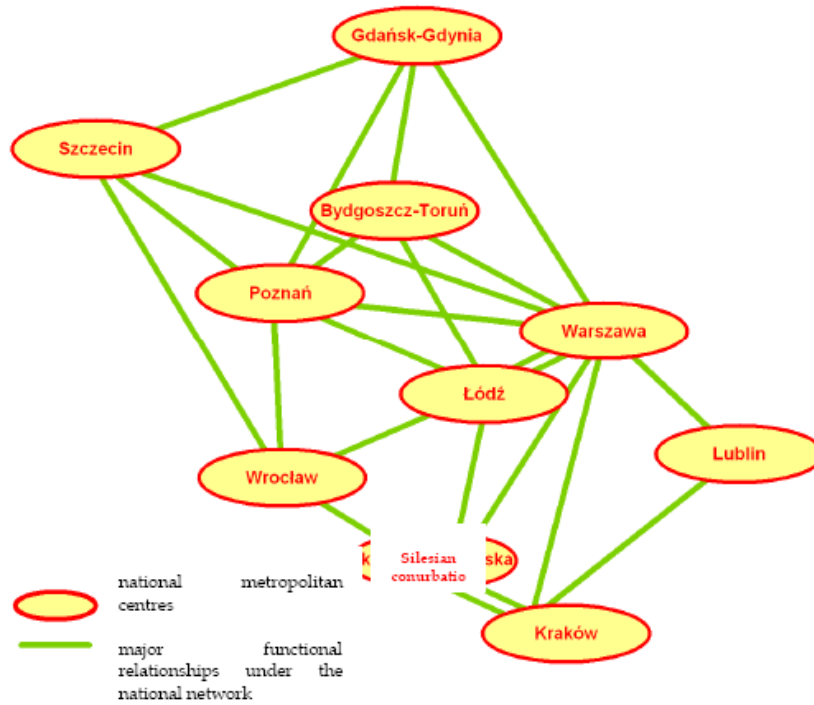 Gdańsk-Gdynia
Szczecin
Bydgoszcz-Toruń
Poznań
Warszawa
Łódź
Lublin
Wrocław
k
Silesian
ska
conurbatio
Kraków
national metropolitan
centres
major functional
relationships under the
national network